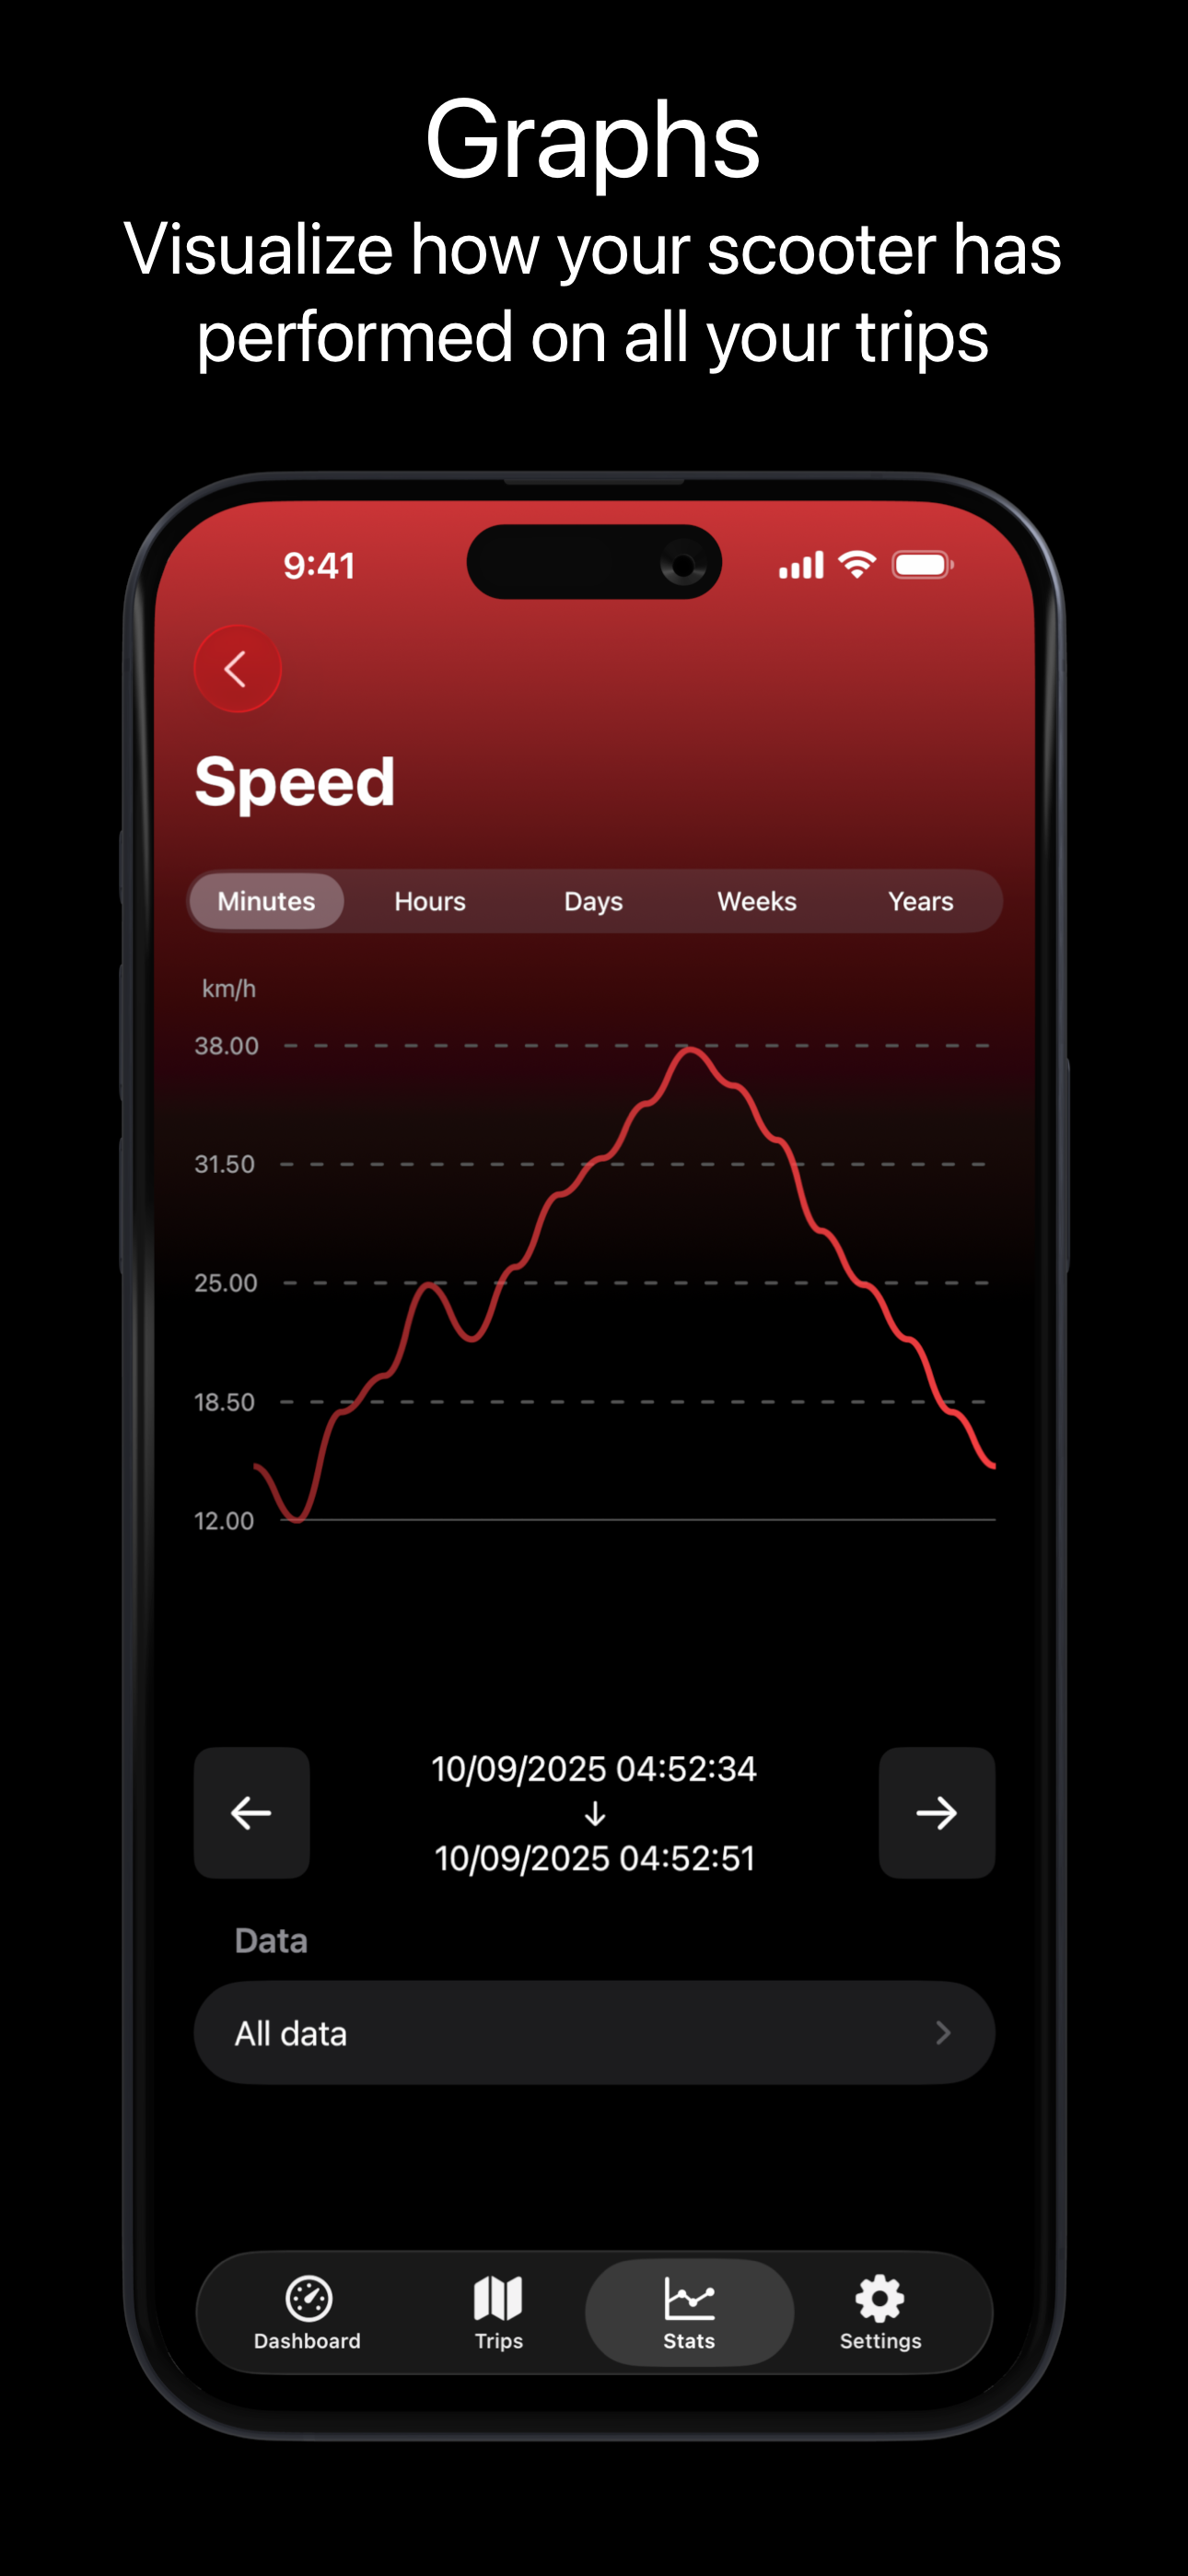 Graphs
Visualize how your scooter has
performed on all your trips
9:41
Speed
Minutes Hours Days Weeks Years
km/h
38.00
31.50
25.00
18.50
12.00
10/09/2025 04:52:34
↓
10/09/2025 04:52:51
Data
All data
Dashboard Trips Stats Settings